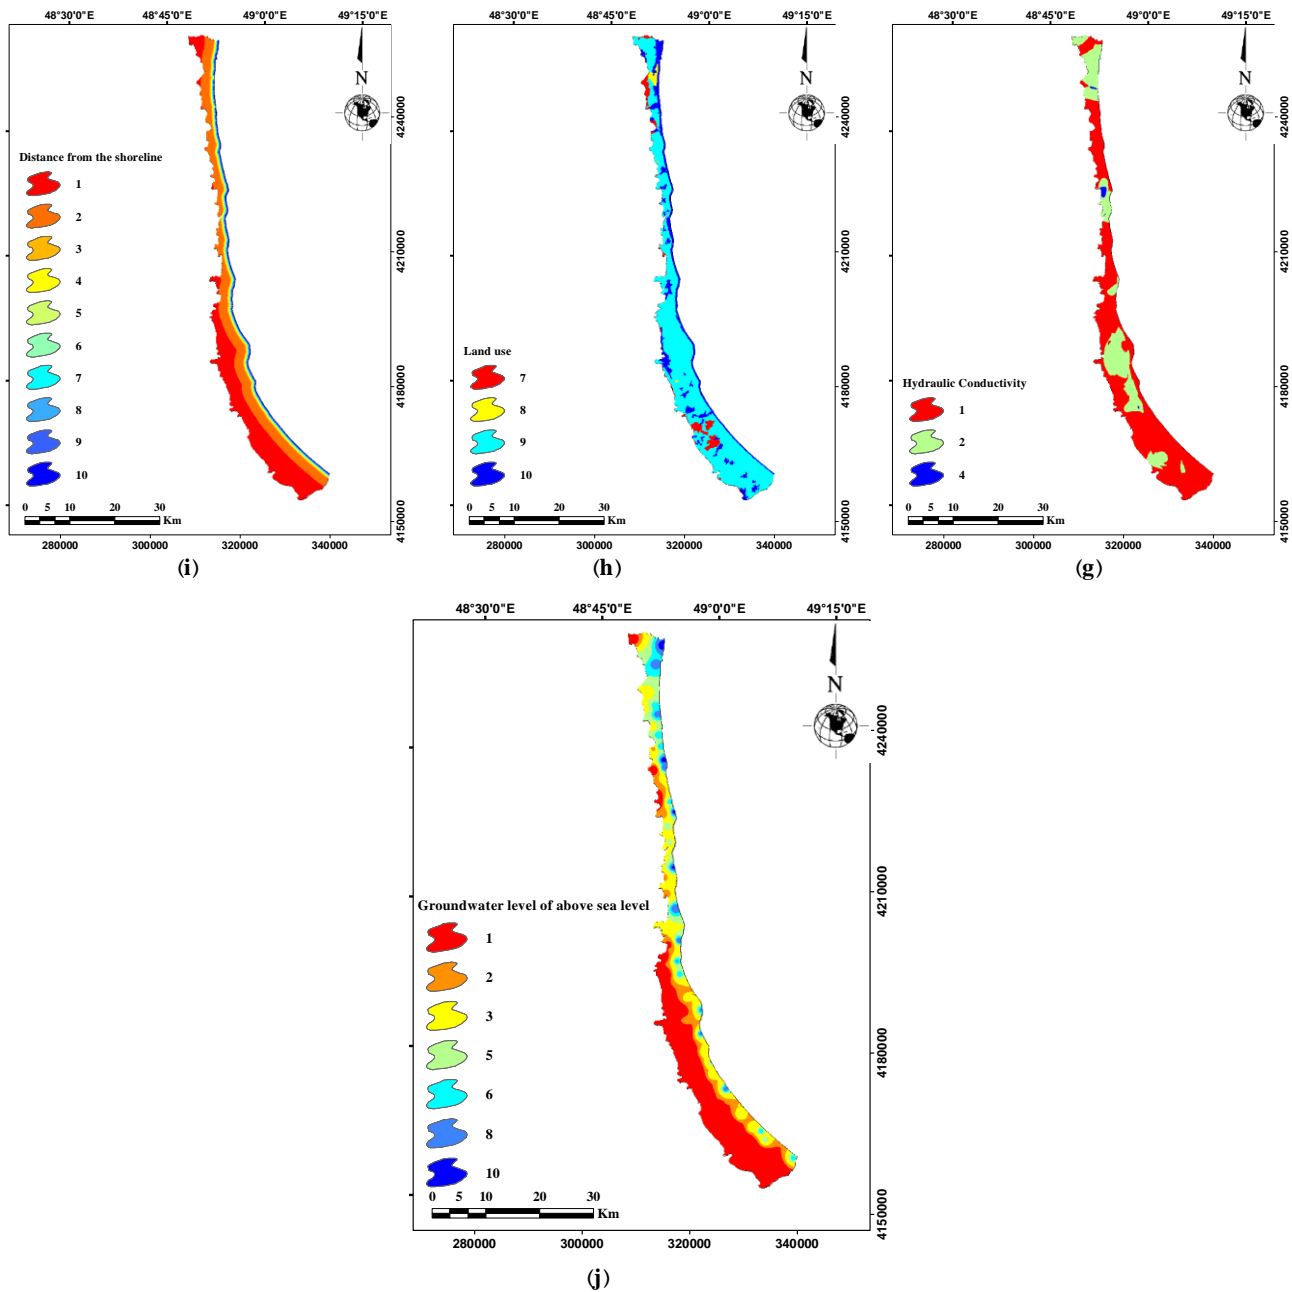 48°30'0"E 48°45'0"E 49°0'0"E 49°15'0"E
N
4240000
4210000
4180000
4150000
Distance from the shoreline
1
2
3
4
5
6
7
8
9
10
0 5 10 20 30
Km
280000 300000 320000 340000
(i)
48°30'0"E 48°45'0"E 49°0'0"E 49°15'0"E
N
4240000
4210000
4180000
4150000
Land use
7
8
9
10
0 5 10 20 30
Km
280000 300000 320000 340000
(h)
48°30'0"E 48°45'0"E 49°0'0"E 49°15'0"E
N
4240000
4210000
4180000
4150000
Hydraulic Conductivity
1
2
4
0 5 10 20 30
Km
280000 300000 320000 340000
(g)
48°30'0"E 48°45'0"E 49°0'0"E 49°15'0"E
N
4240000
4210000
4180000
4150000
Groundwater level of above sea level
1
2
3
5
6
8
10
0 5 10 20 30
Km
280000 300000 320000 340000
(j)